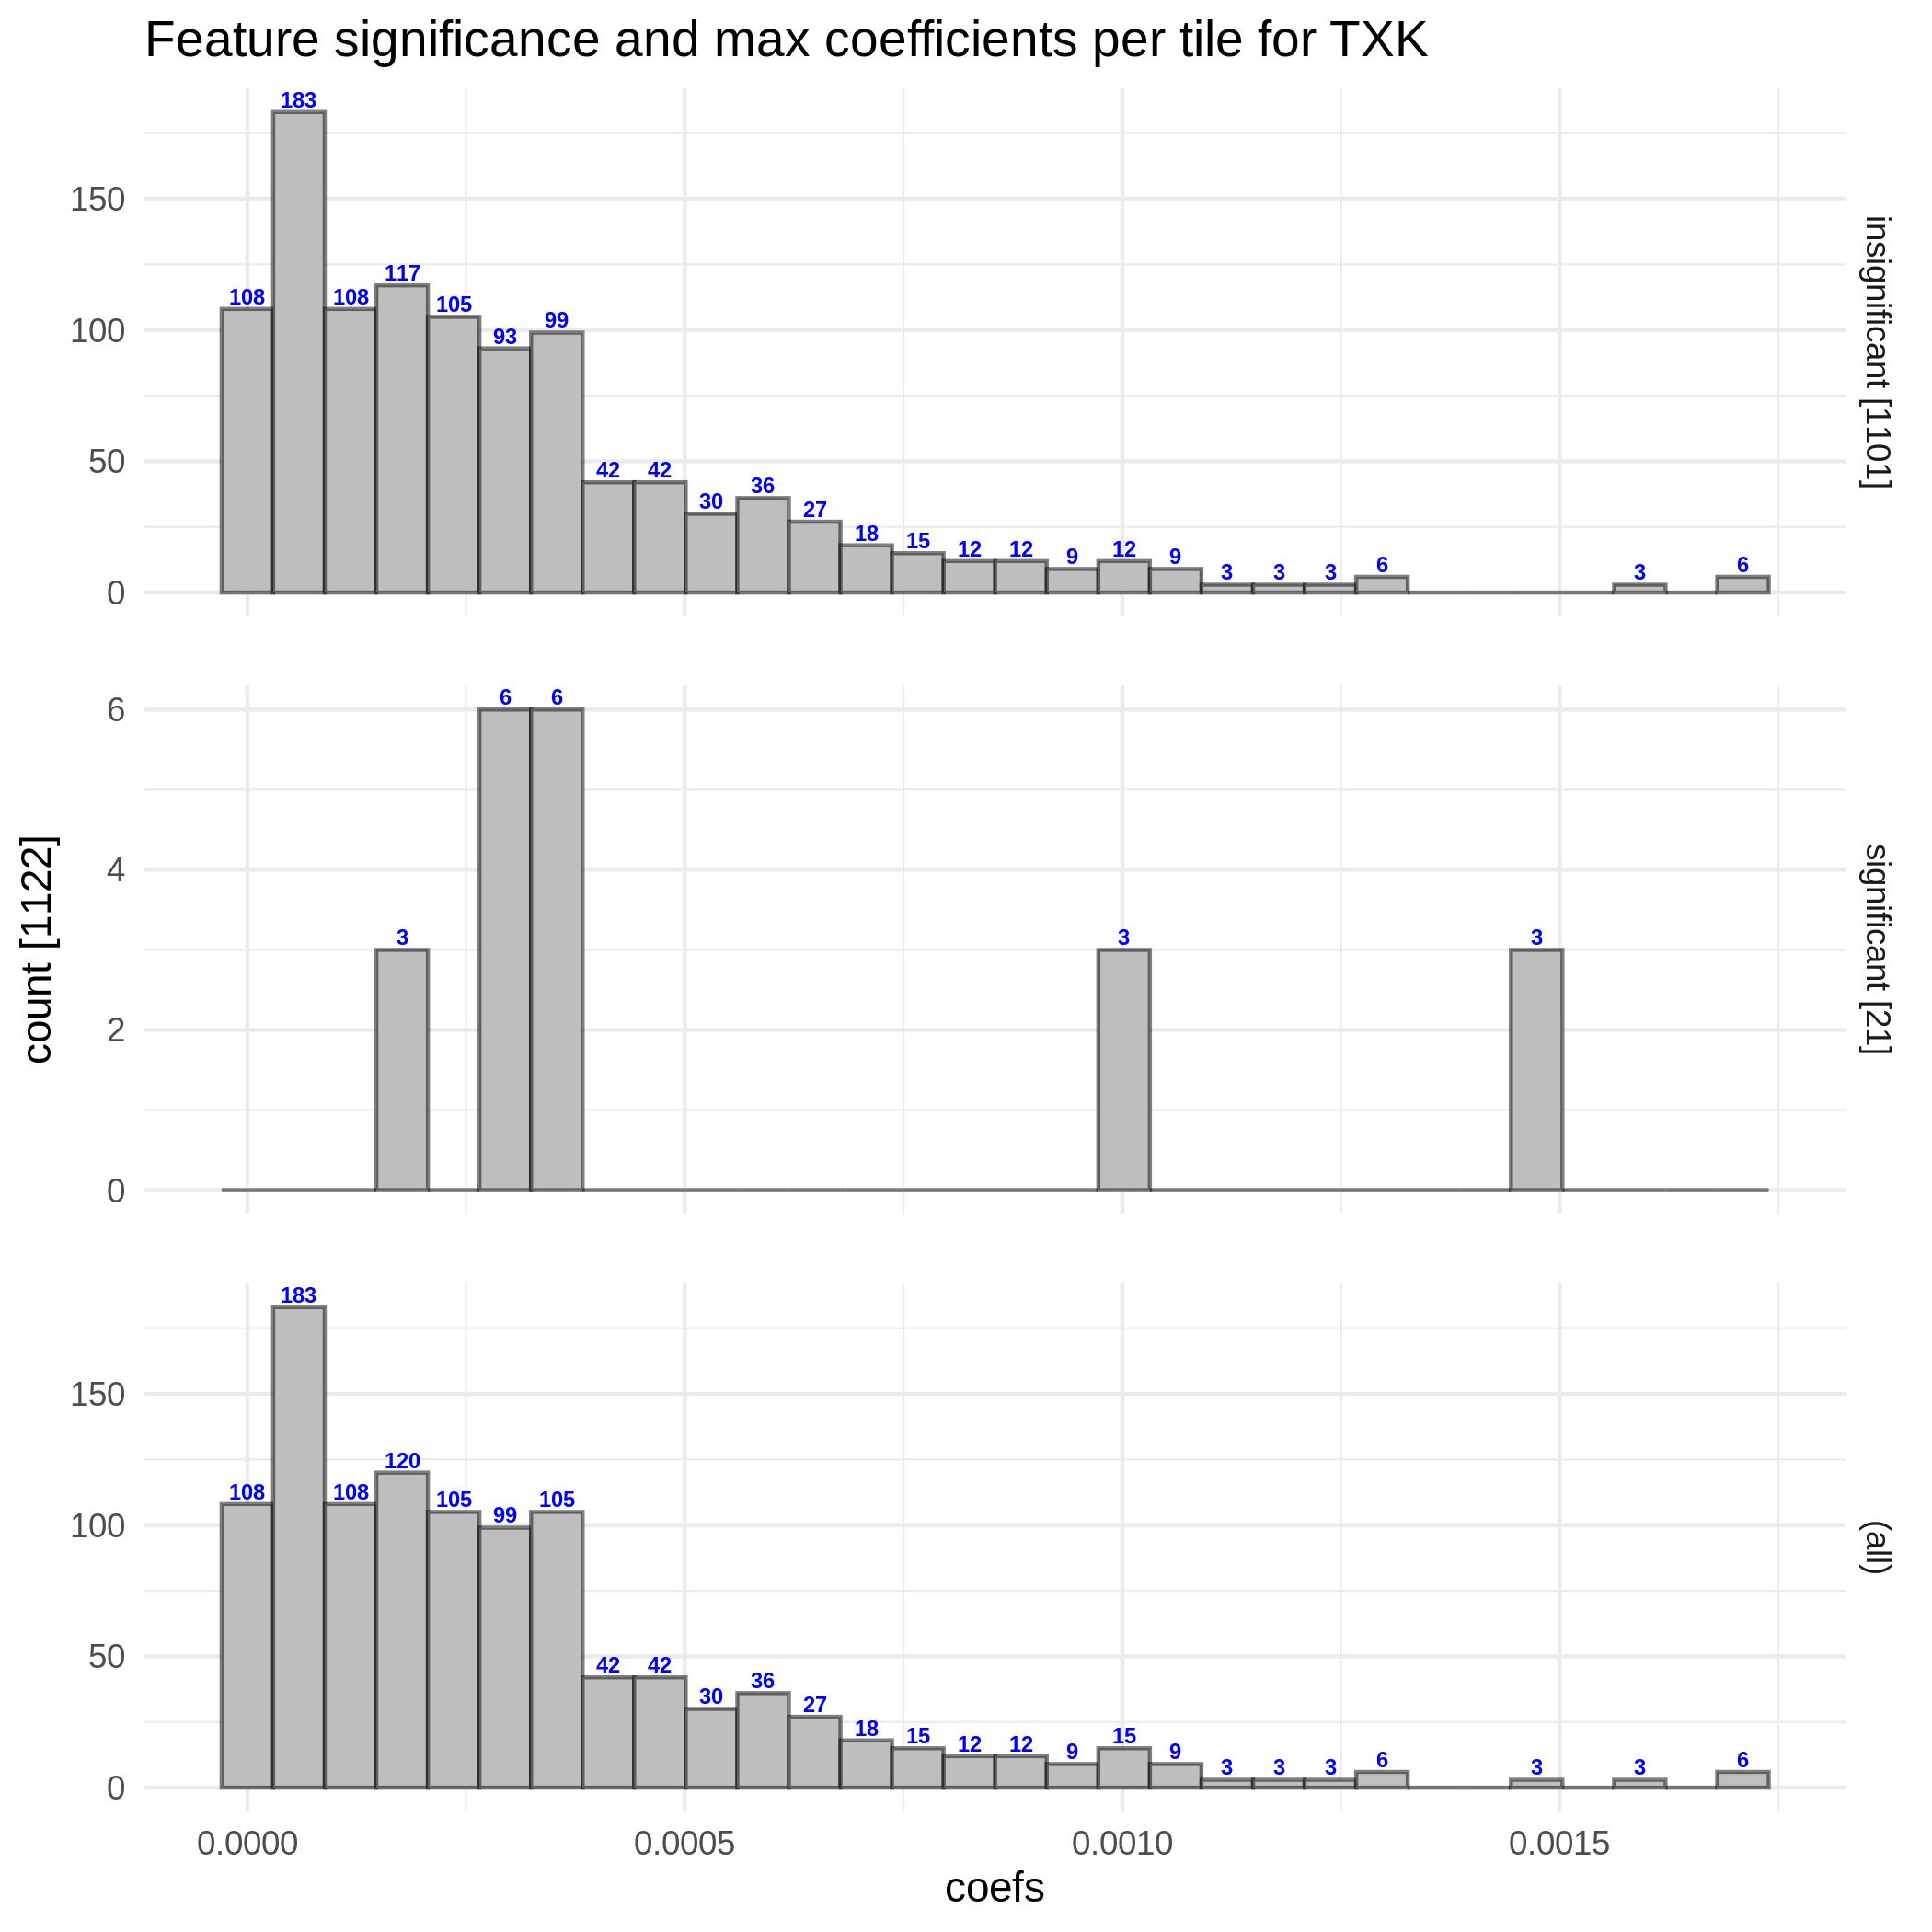 Feature significance and max coefficients per tile for TXK
183
150
117
108 108 105
100 93 99
50 42 42
30 36 27
18 15 12 12 9 12 9 3 3 3 6 3 6
0
insignificant [1101]
6 6 6
4
3 3 3
2
0
significant [21]
count [1122]
183
150
120
108 108 105 105
100 99
50 42 42
30 36 27
18 15 12 12 9 15 9 3 3 3 6 3 3 6
0
(all)
0.0000 0.0005 0.0010 0.0015
coefs